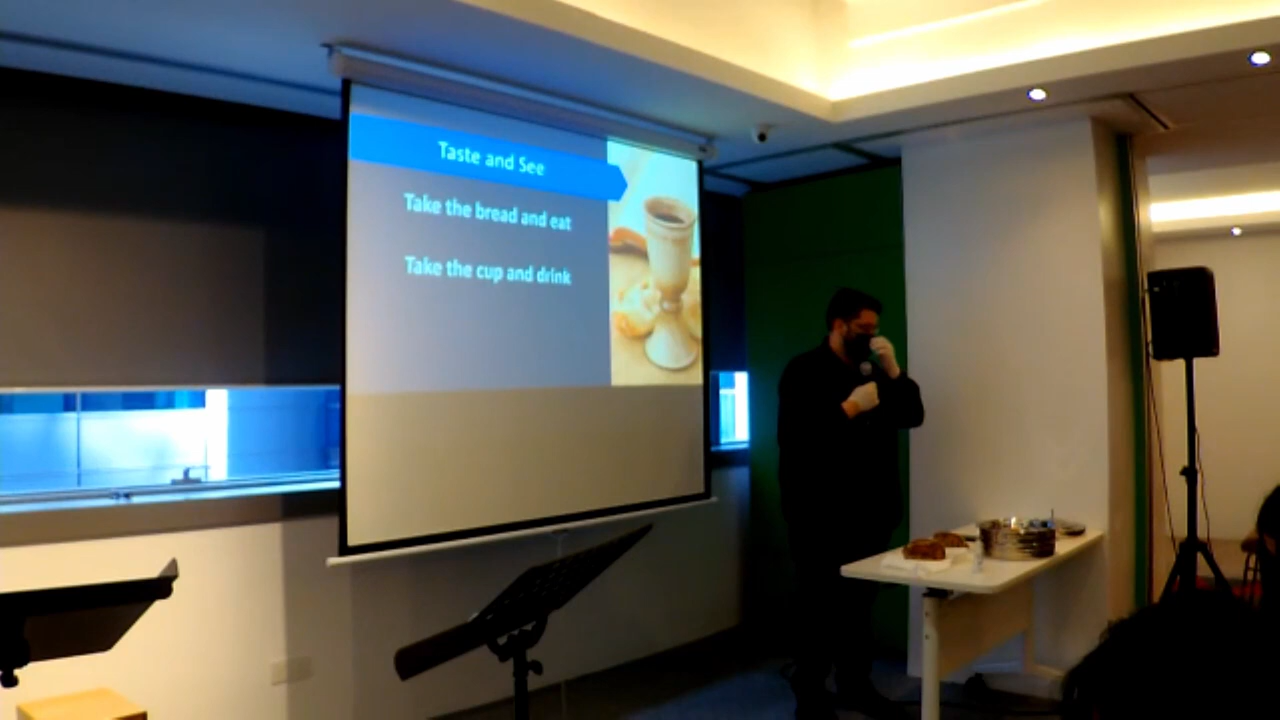 Taste and See
Take the bread and eat
Take the cup and drink